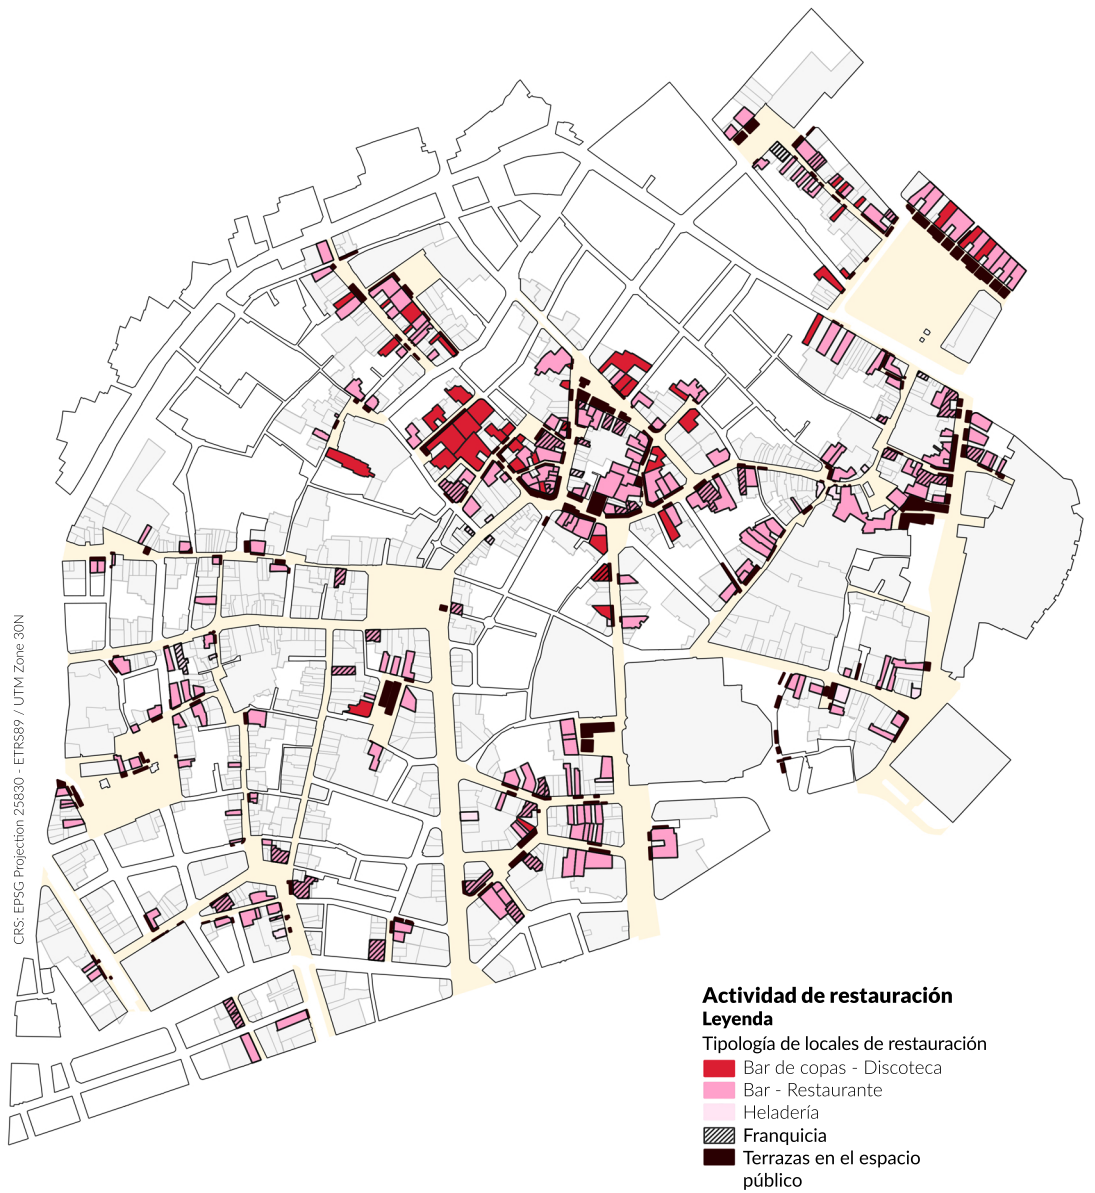 CRS: EPSG Projection 25830 - ETRS89 / UTM Zone 30N
Actividad de restauración
Leyenda
Tipología de locales de restauración
Bar de copas - Discoteca
Bar - Restaurante
Heladería
Franquicia
Terrazas en el espacio
público